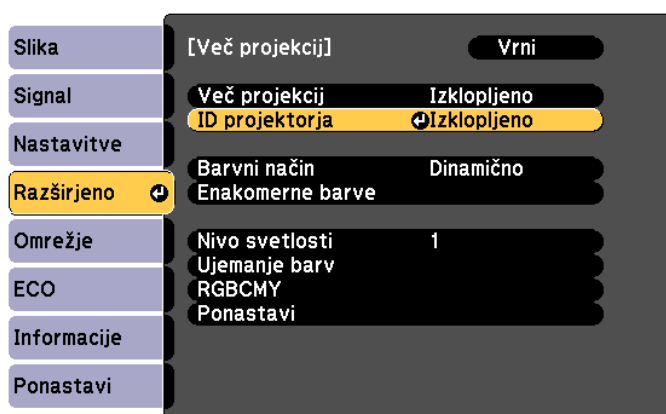 Slika
Signal
Nastavitve
Razširjeno
Omrežje
ECO
Informacije
Ponastavi
[Več projekcij] Vrni
Več projekcij Izklopljeno
ID projektorja Izklopljeno
Barvni način Dinamično
Enakomerne barve
Nivo svetlosti 1
Ujemanje barv
RGBCMY
Ponastavi